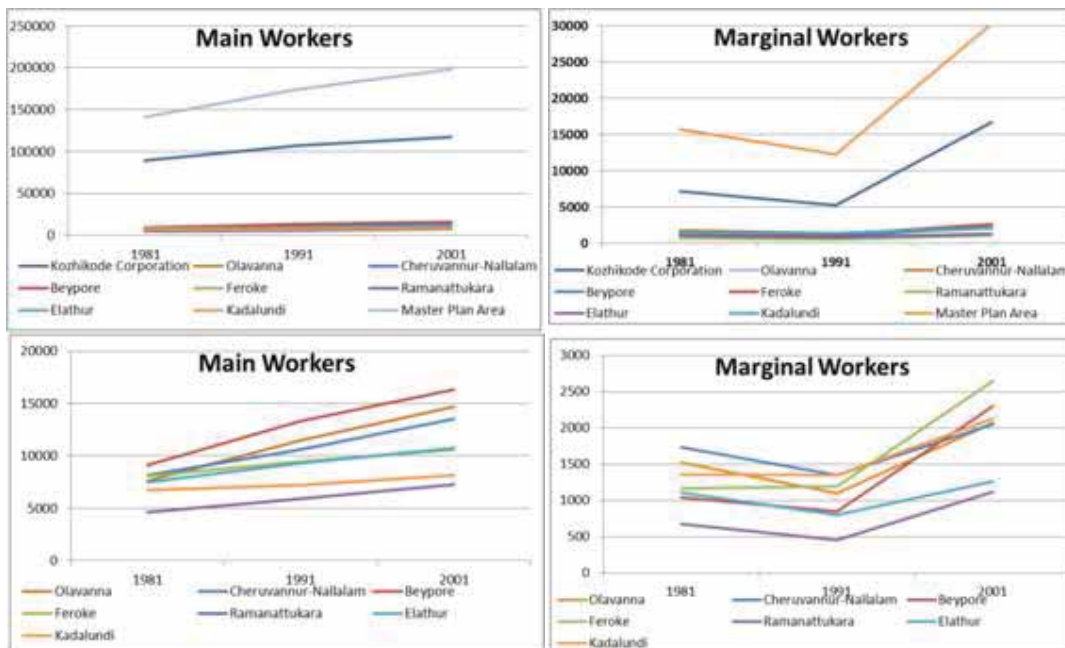 Main Workers
250000
200000
150000
100000
50000
0
1981 1991 2001
Kozhikode Corporation Olavanna Cheruvannur-Nallalam
Beypore Feroke Ramanattukara
Elathur Kadalundi Master Plan Area
Marginal Workers
30000
25000
20000
15000
10000
5000
0
1981 1991 2001
Kozhikode Corporation Olavanna Cheruvannur-Nallalam
Beypore Feroke Ramanattukara
Elathur Kadalundi Master Plan Area
Main Workers
20000
15000
10000
5000
0
1981 1991 2001
Olavanna Cheruvannur-Nallalam Beypore
Feroke Ramanattukara Elathur
Kadalundi
Marginal Workers
3000
2500
2000
1500
1000
500
0
1981 1991 2001
Olavanna Cheruvannur-Nallalam Beypore
Feroke Ramanattukara Elathur
Kadalundi